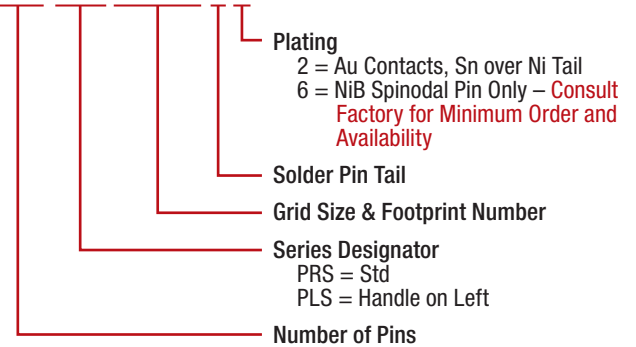 Plating
2 = Au Contacts, Sn over Ni Tail
6 = NiB Spinodal Pin Only – Consult
Factory for Minimum Order and
Availability
Solder Pin Tail
Grid Size & Footprint Number
Series Designator
PRS = Std
PLS = Handle on Left
Number of Pins